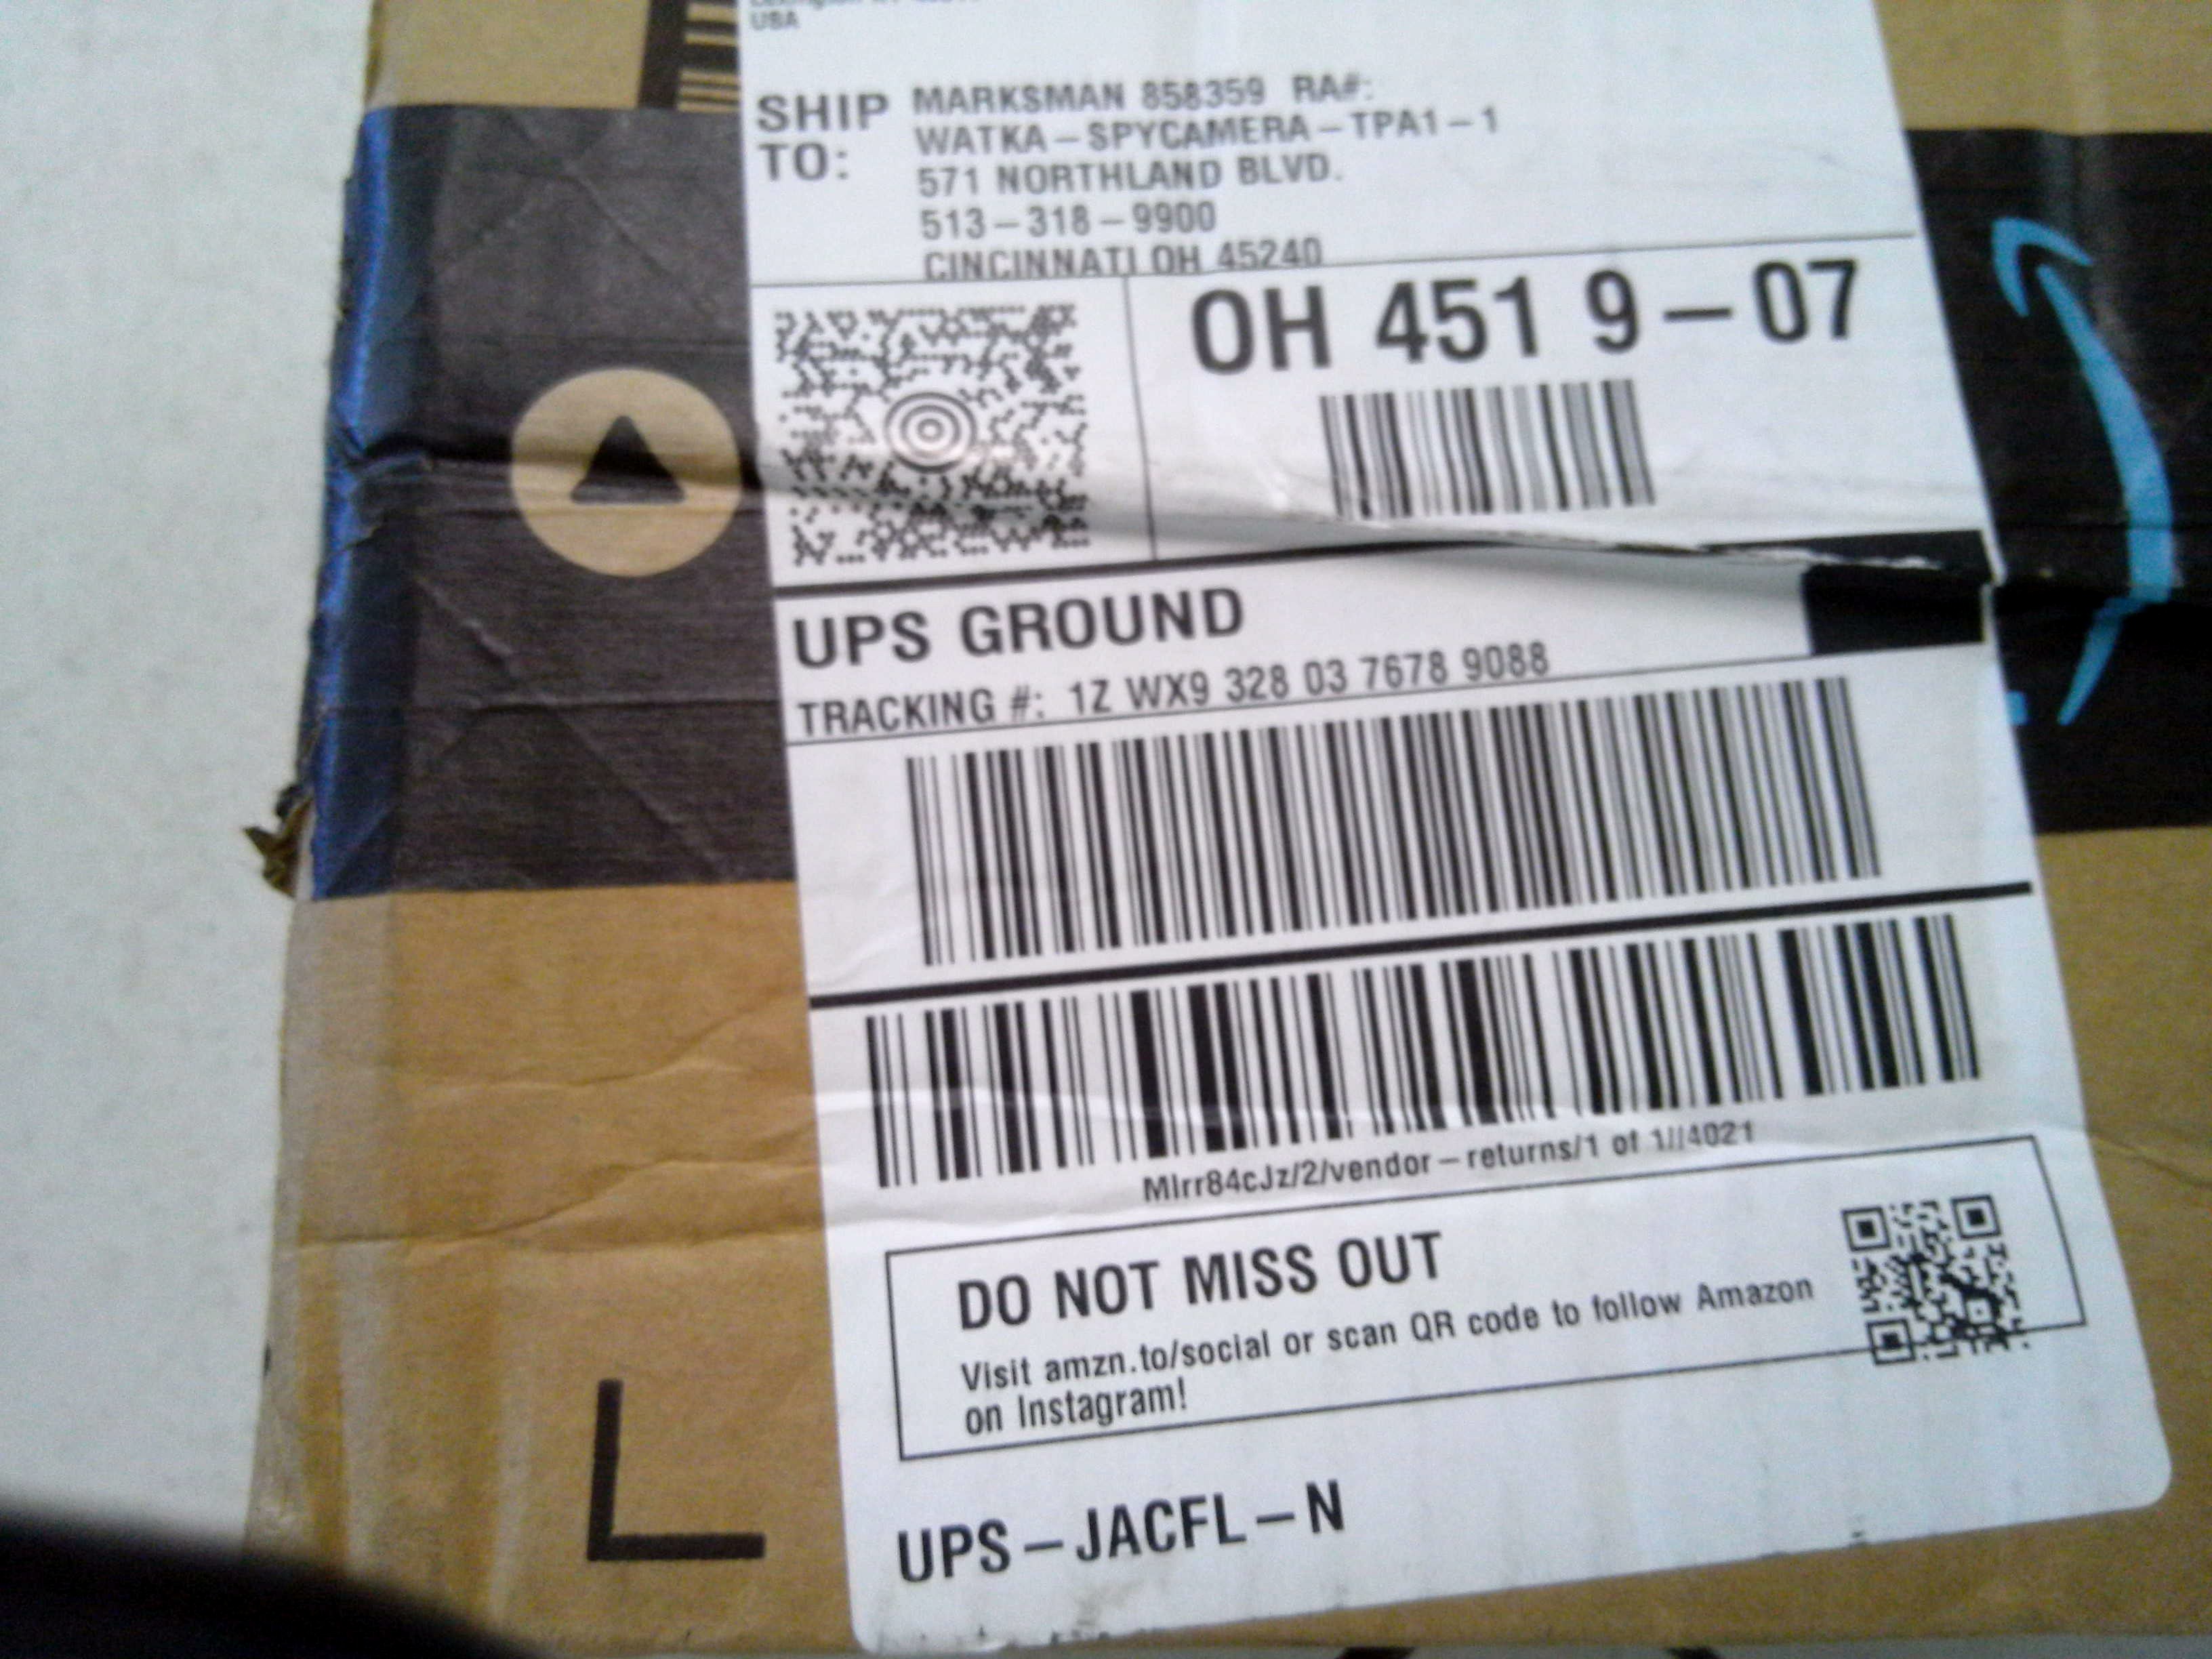 USA
SHIP TO:
MARKSMAN 858359 RA#:
WATKA-SPYCAMERA-TPA1-1
571 NORTHLAND BLVD.
513-318-9900
CINCINNATI OH 45240
OH 451 9-07
UPS GROUND
TRACKING #: 1Z WX9 328 03 7678 9088
MIrr84cJz/2/vendor-returns/1 of 1//4021
DO NOT MISS OUT
Visit amzn.to/social or scan QR code to follow Amazon
on Instagram!
UPS-JACFL-N
L